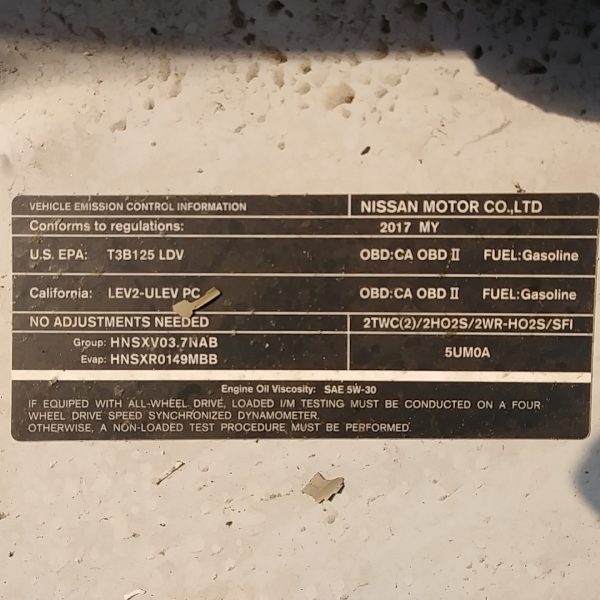 VEHICLE EMISSION CONTROL INFORMATION NISSAN MOTOR CO.,LTD
Conforms to regulations: 2017 MY
U.S. EPA: T3B125 LDV OBD:CA OBD II FUEL:Gasoline
California: LEV2-ULEV PC OBD:CA OBD II FUEL:Gasoline
NO ADJUSTMENTS NEEDED 2TWC(2)/2HO2S/2WR-HO2S/SFI
Group: HNSXV03.7NAB
Evap: HNSXR0149MBB
5UM0A
Engine Oil Viscosity: SAE 5W-30
IF EQUIPED WITH ALL-WHEEL DRIVE, LOADED I/M TESTING MUST BE CONDUCTED ON A FOUR
WHEEL DRIVE SPEED SYNCHRONIZED DYNAMOMETER.
OTHERWISE, A NON-LOADED TEST PROCEDURE MUST BE PERFORMED.